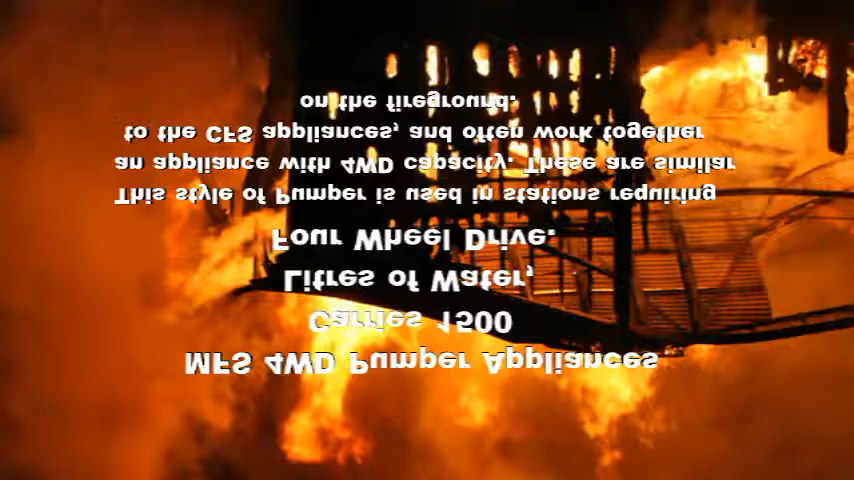 MFS 4WD Pumper Appliances
Carries 1500
Litres of Water,
Four Wheel Drive.
This style of Pumper is used in stations requiring
an appliance with 4WD capacity. These are similar
to the CFS appliances, and often work together
on the fireground.